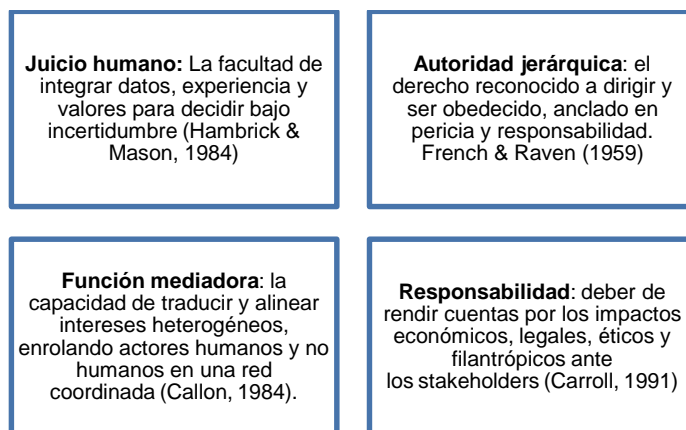 Juicio humano: La facultad de
integrar datos, experiencia y
valores para decidir bajo
incertidumbre (Hambrick &
Mason, 1984)
Autoridad jerárquica: el
derecho reconocido a dirigir y
ser obedecido, anclado en
pericia y responsabilidad.
French & Raven (1959)
Función mediadora: la
capacidad de traducir y alinear
intereses heterogéneos,
enrolando actores humanos y no
humanos en una red
coordinada (Callon, 1984).
Responsabilidad: deber de
rendir cuentas por los impactos
económicos, legales, éticos y
filantrópicos ante
los stakeholders (Carroll, 1991)